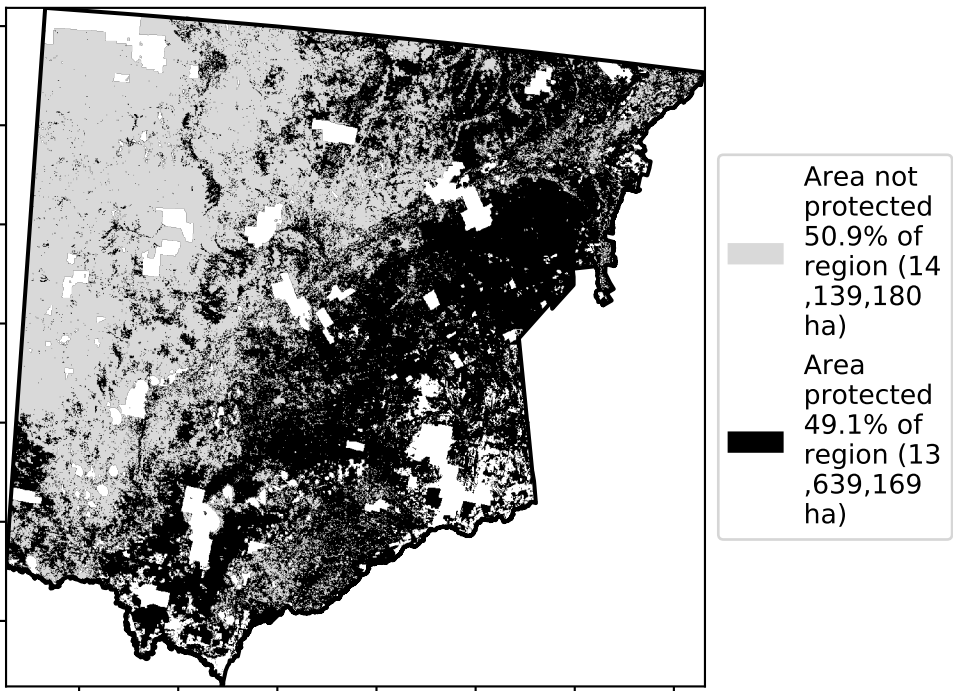 Area not
protected
50.9% of
region (14
,139,180
ha)
Area
protected
49.1% of
region (13
,639,169
ha)